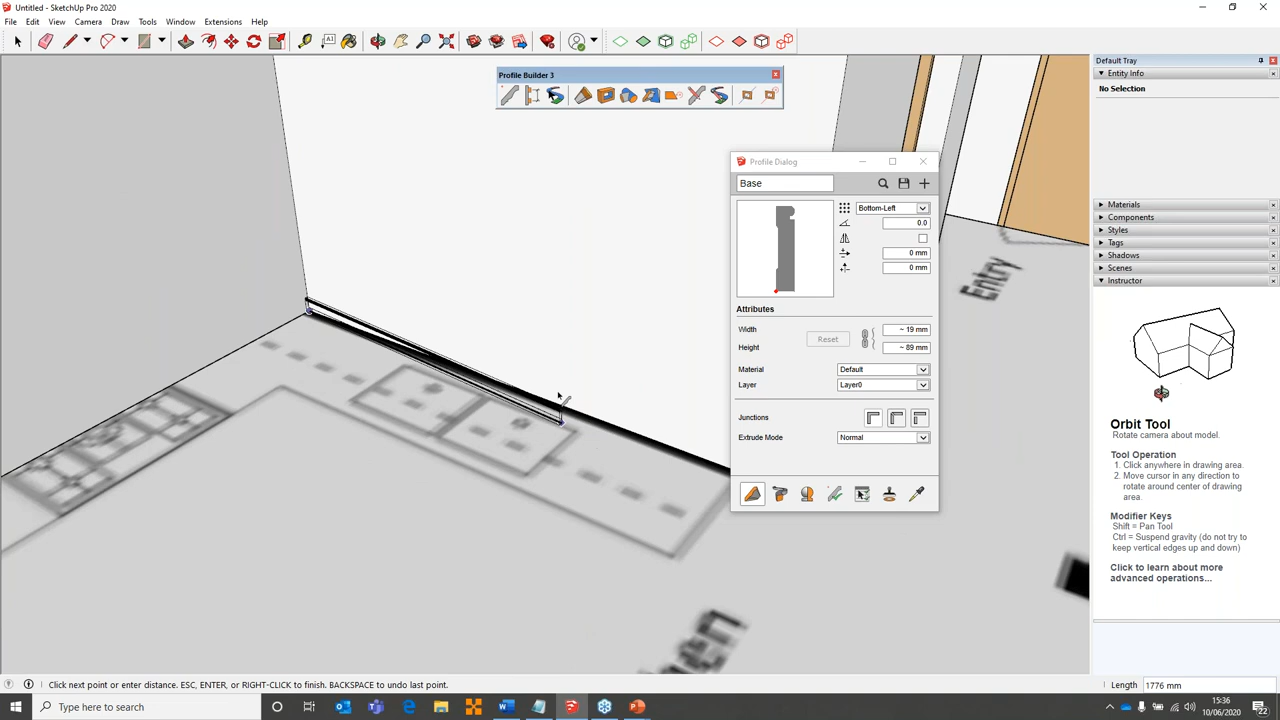 Untitled - SketchUp Pro 2020
File Edit View Camera Draw Tools Window Extensions Help
Default Tray
Entity Info
No Selection
Profile Builder 3
Profile Dialog
Base
Bottom-Left
0.0
0 mm
0 mm
Attributes
Width ~ 19 mm
Reset
Height ~ 89 mm
Material Default
Layer Layer0
Junctions
Extrude Mode Normal
Entry
Materials
Components
Styles
Tags
Shadows
Scenes
Instructor
Orbit Tool
Rotate camera about model.
Tool Operation
1. Click anywhere in drawing area.
2. Move cursor in any direction to
rotate around center of drawing
area.
Modifier Keys
Shift = Pan Tool
Ctrl = Suspend gravity (do not try to
keep vertical edges up and down)
Click to learn about more
advanced operations...
Click next point or enter distance. ESC, ENTER, or RIGHT-CLICK to finish. BACKSPACE to undo last point.
Length 1776 mm
Type here to search
15:36
10/06/2020